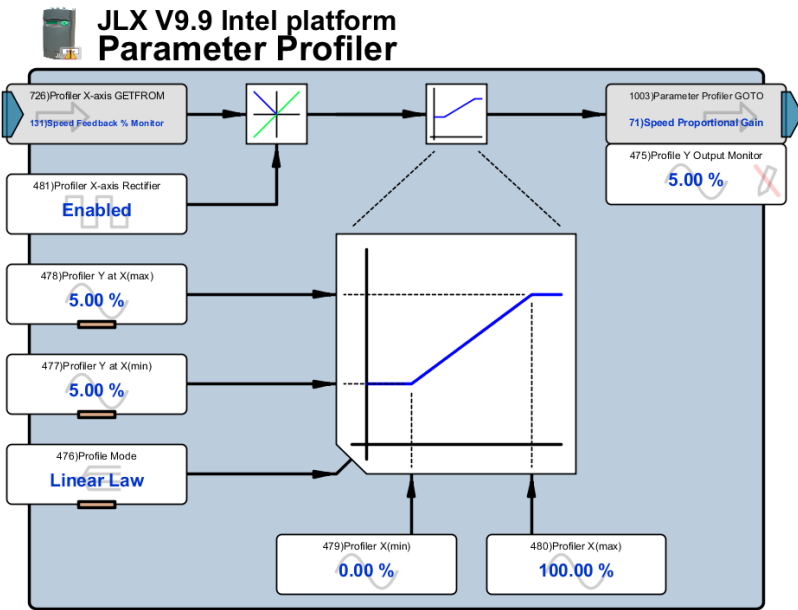 JLX V9.9 Intel platform
Parameter Profiler
726)Profiler X-axis GETFROM
131)Speed Feedback % Monitor
1003)Parameter Profiler GOTO
71)Speed Proportional Gain
475)Profile Y Output Monitor
5.00 %
481)Profiler X-axis Rectifier
Enabled
478)Profiler Y at X(max)
5.00 %
477)Profiler Y at X(min)
5.00 %
476)Profile Mode
Linear Law
479)Profiler X(min)
0.00 %
480)Profiler X(max)
100.00 %